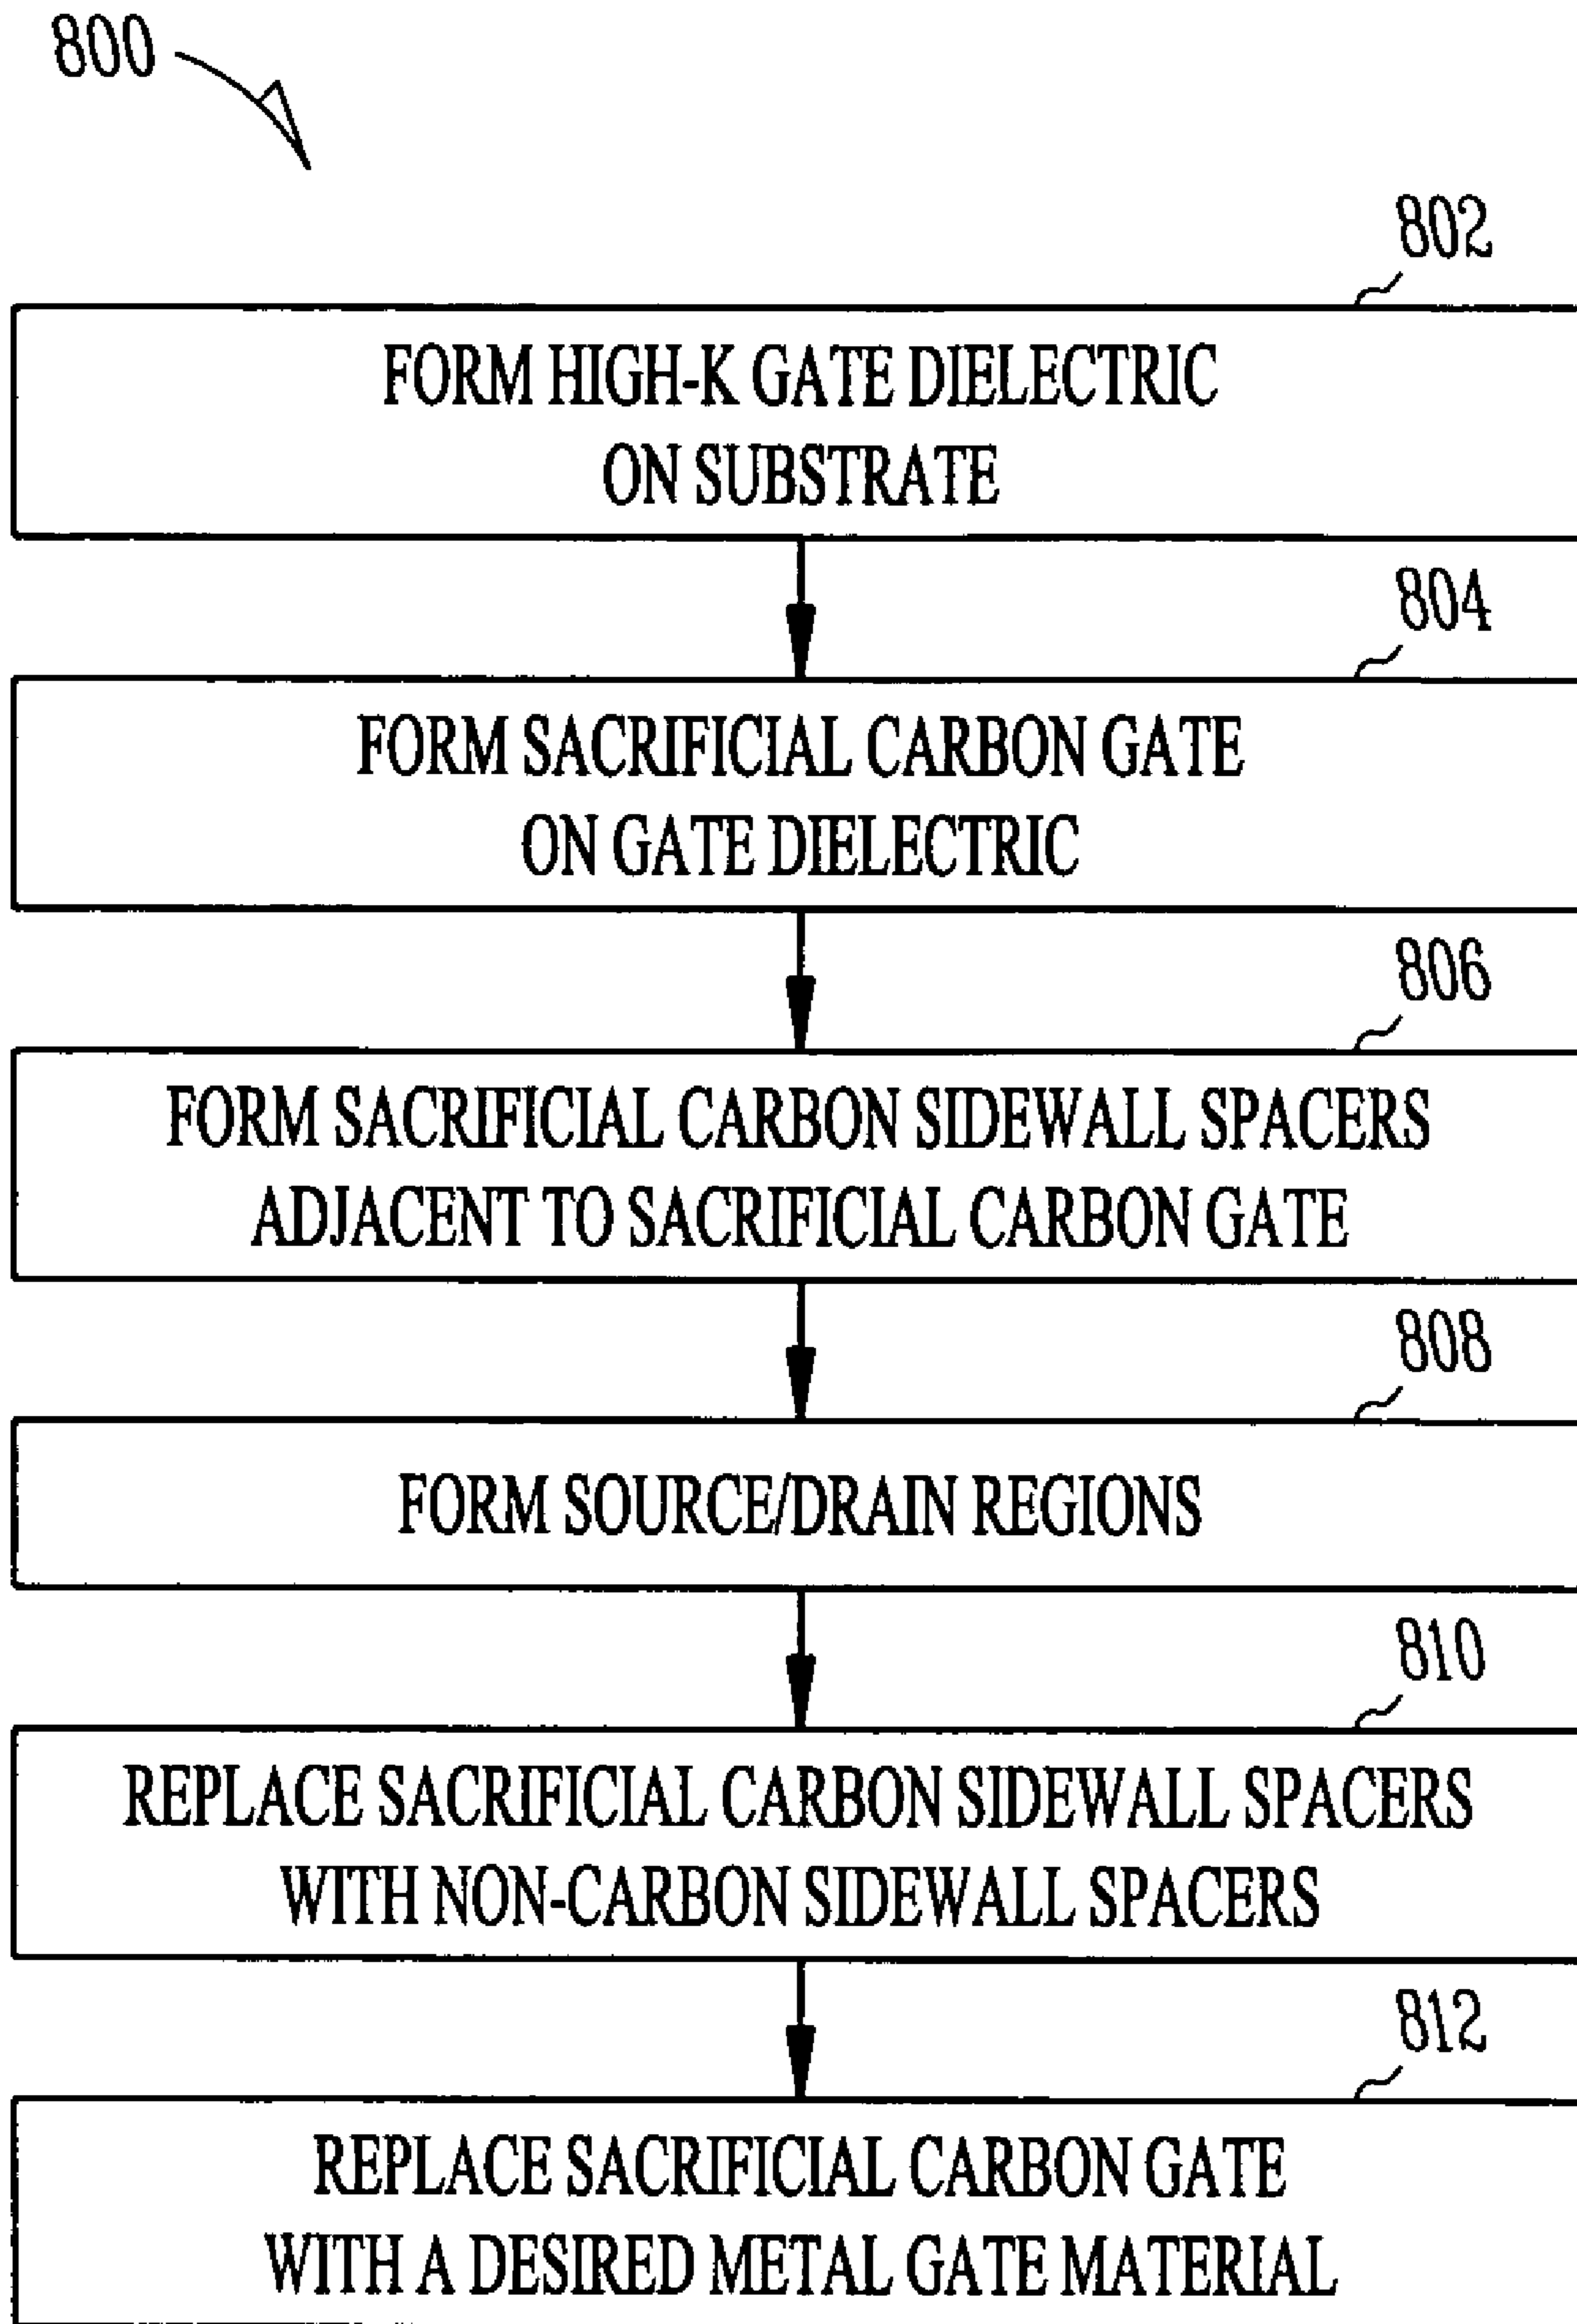 800
802
FORM HIGH-K GATE DIELECTRIC
ON SUBSTRATE
804
FORM SACRIFICIAL CARBON GATE
ON GATE DIELECTRIC
806
FORM SACRIFICIAL CARBON SIDEWALL SPACERS
ADJACENT TO SACRIFICIAL CARBON GATE
808
FORM SOURCE/DRAIN REGIONS
810
REPLACE SACRIFICIAL CARBON SIDEWALL SPACERS
WITH NON-CARBON SIDEWALL SPACERS
812
REPLACE SACRIFICIAL CARBON GATE
WITH A DESIRED METAL GATE MATERIAL